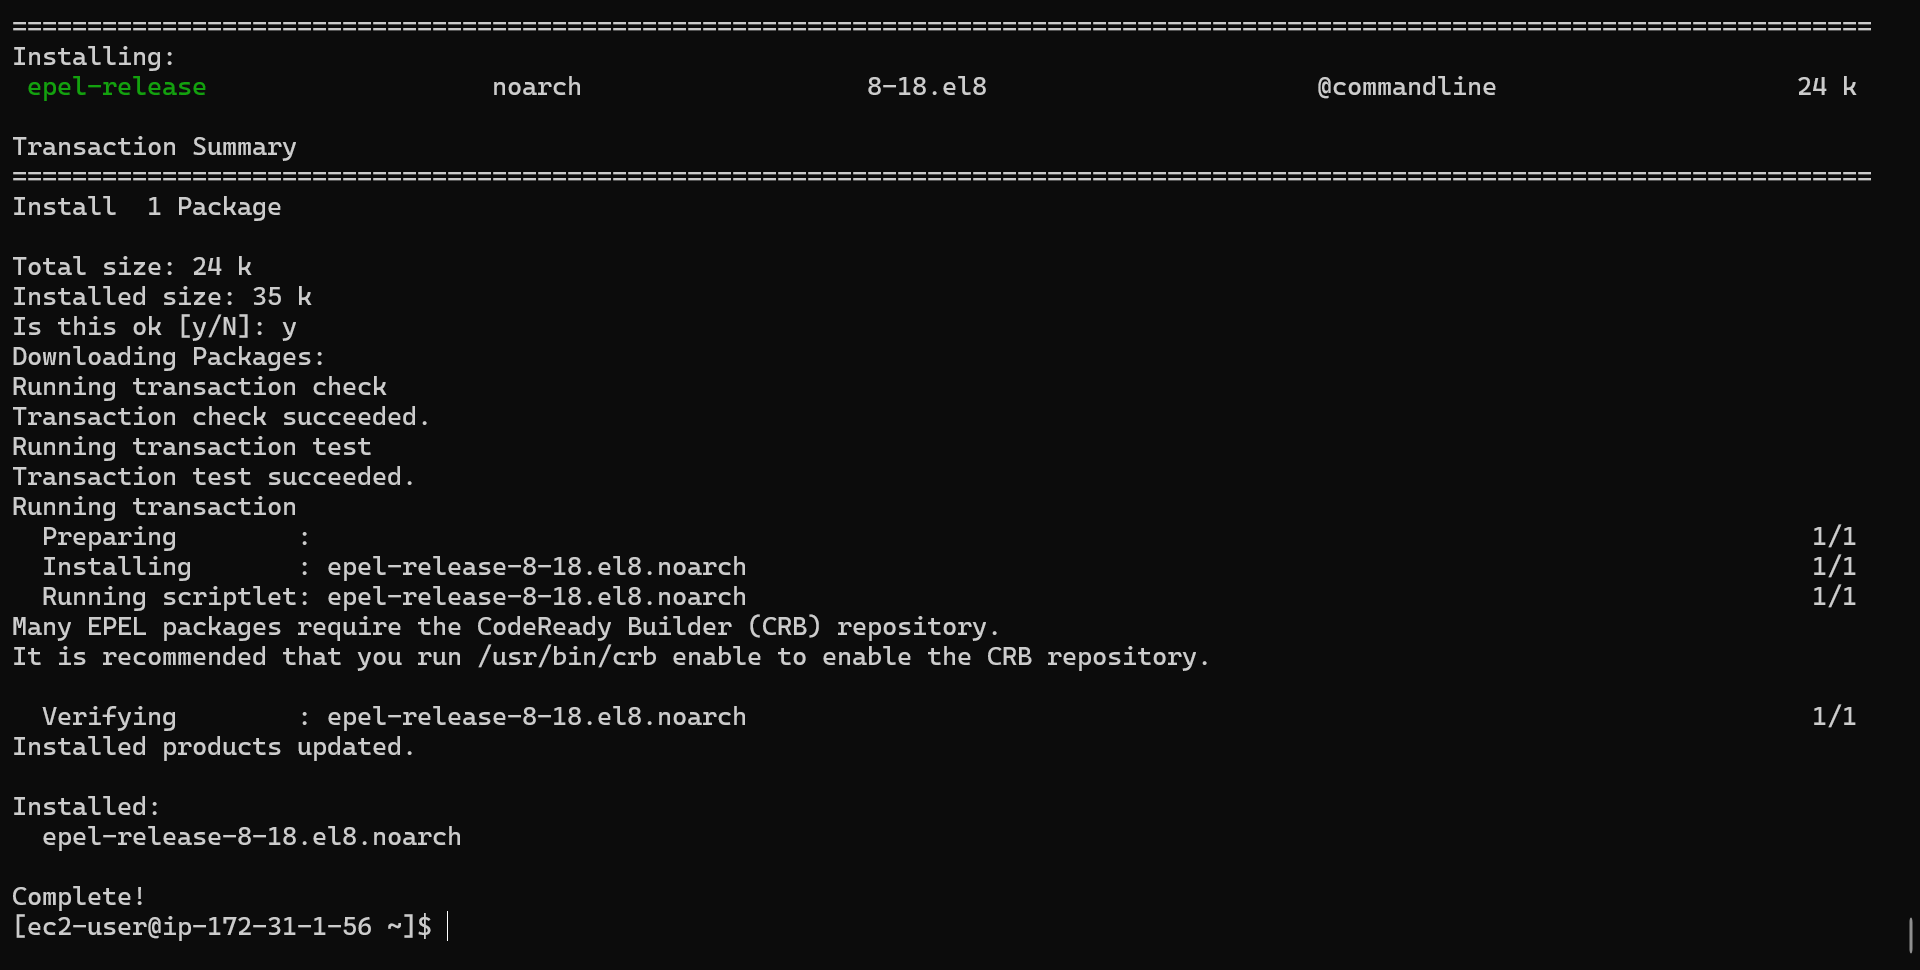 ============================================================================================================================
Installing:
 epel-release                   noarch                   8-18.el8                      @commandline                    24 k

Transaction Summary
============================================================================================================================
Install  1 Package

Total size: 24 k
Installed size: 35 k
Is this ok [y/N]: y
Downloading Packages:
Running transaction check
Transaction check succeeded.
Running transaction test
Transaction test succeeded.
Running transaction
  Preparing        :                                                                                                    1/1
  Installing       : epel-release-8-18.el8.noarch                                                                       1/1
  Running scriptlet: epel-release-8-18.el8.noarch                                                                       1/1
Many EPEL packages require the CodeReady Builder (CRB) repository.
It is recommended that you run /usr/bin/crb enable to enable the CRB repository.

  Verifying        : epel-release-8-18.el8.noarch                                                                       1/1
Installed products updated.

Installed:
  epel-release-8-18.el8.noarch

Complete!
[ec2-user@ip-172-31-1-56 ~]$